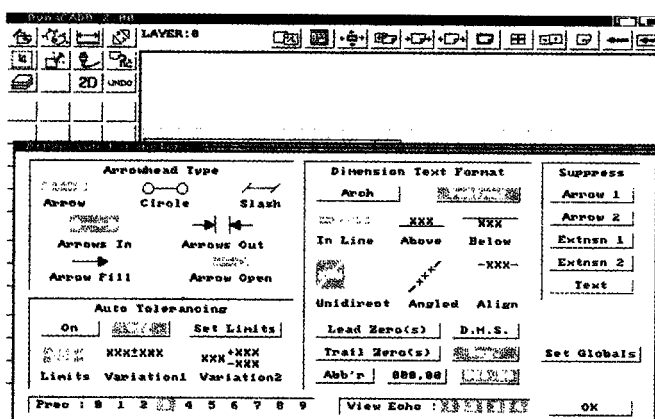 DynaCADD 2.00
LAYER:0
2D UNDO
Arrowhead Type
Arrow Circle Slash
Arrows In Arrows Out
Arrow Fill Arrow Open
Auto Tolerancing
On Set Limits
XXX±XXX XXX+XXX-XXX
Limits Variation1 Variation2
Prec : 0 1 2 4 5 6 7 8 9
Dimension Text Format
Arch
XXX XXX
In Line Above Below
XXX -XXX-
Unidirect Angled Align
Lead Zero(s) D.M.S.
Trail Zero(s)
Abb'r 000,00
View Echo :
Suppress
Arrow 1
Arrow 2
Extnsn 1
Extnsn 2
Text
Set Globals
OK